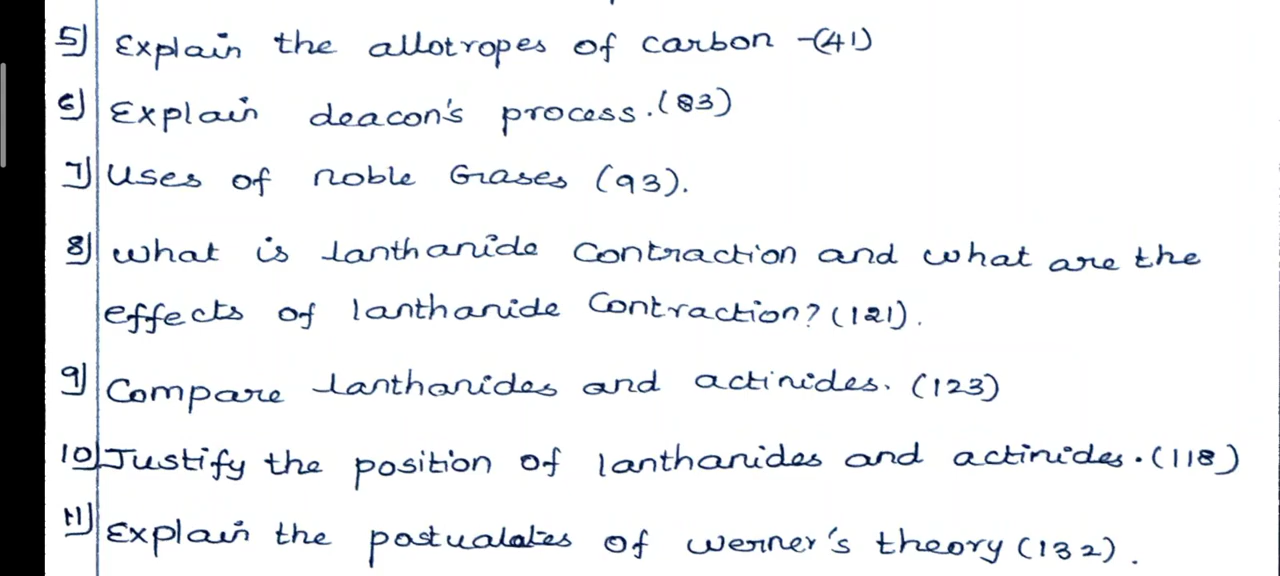 5) Explain the allotropes of carbon -(41)
6) Explain deacon's process. (83)
7) Uses of noble Gases (93).
8) what is lanthanide contraction and what are the
effects of lanthanide contraction? (121).
9) Compare lanthanides and actinides. (123)
10) Justify the position of lanthanides and actinides. (118)
11) Explain the postualates of werner's theory (132).